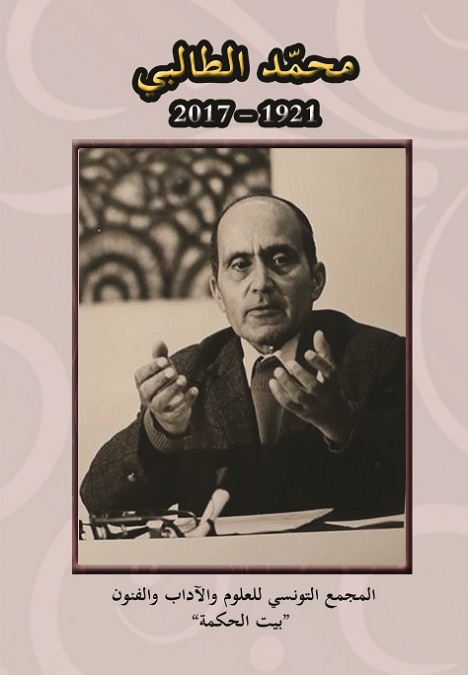 محمّد الطالبي
1921 – 2017
المجمع التونسي للعلوم والآداب والفنون
”بيت الحكمة“